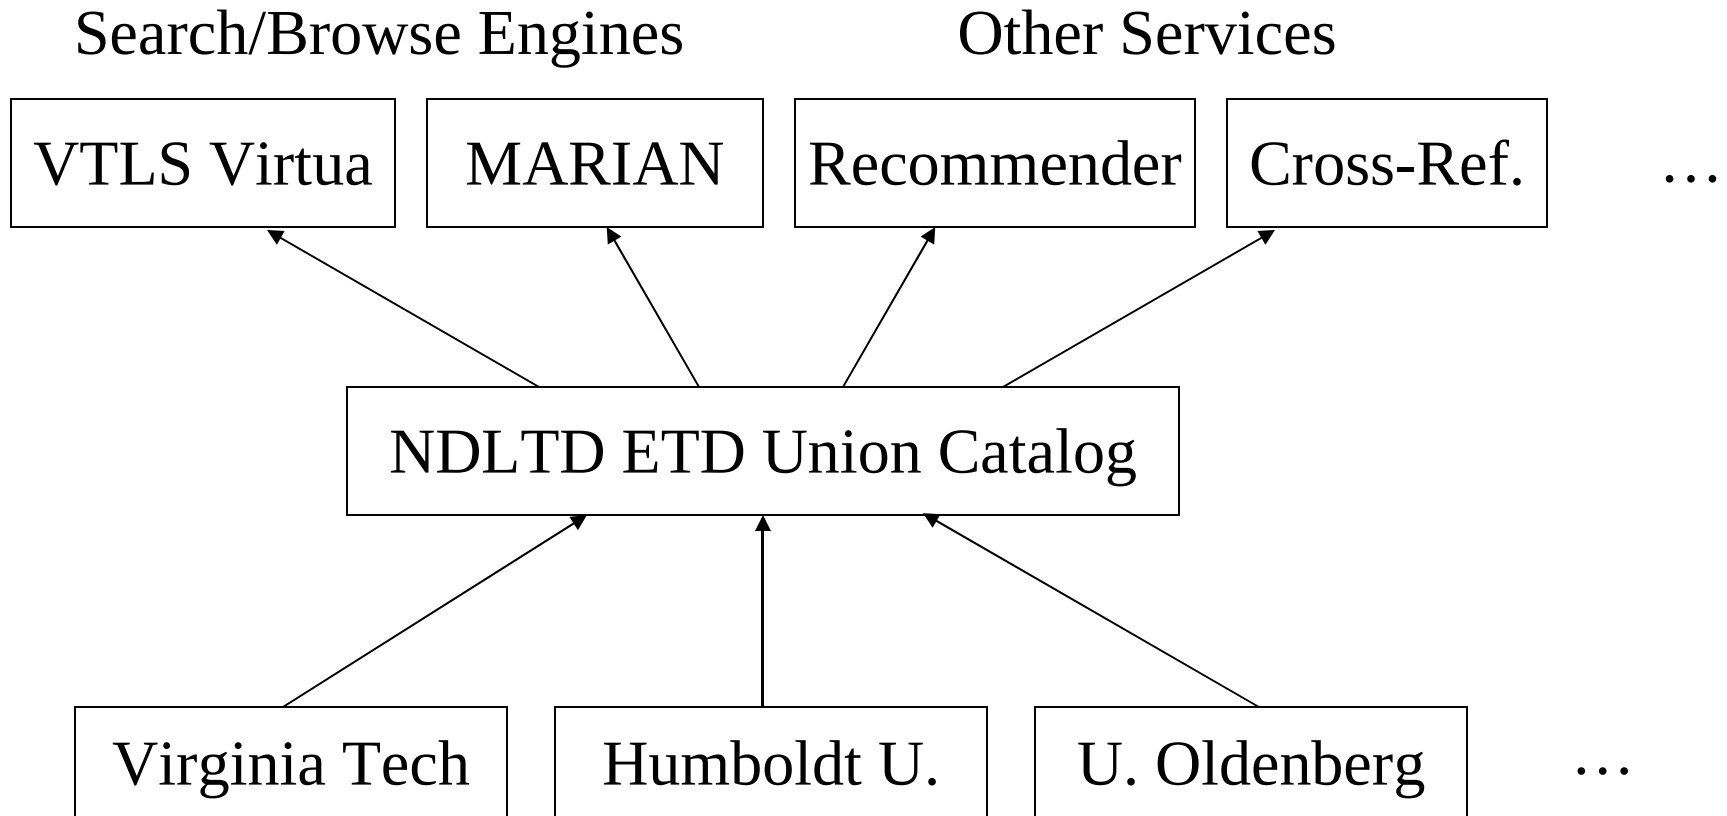 Search/Browse Engines Other Services
VTLS Virtua MARIAN Recommender Cross-Ref. …
NDLTD ETD Union Catalog
Virginia Tech Humboldt U. U. Oldenberg …